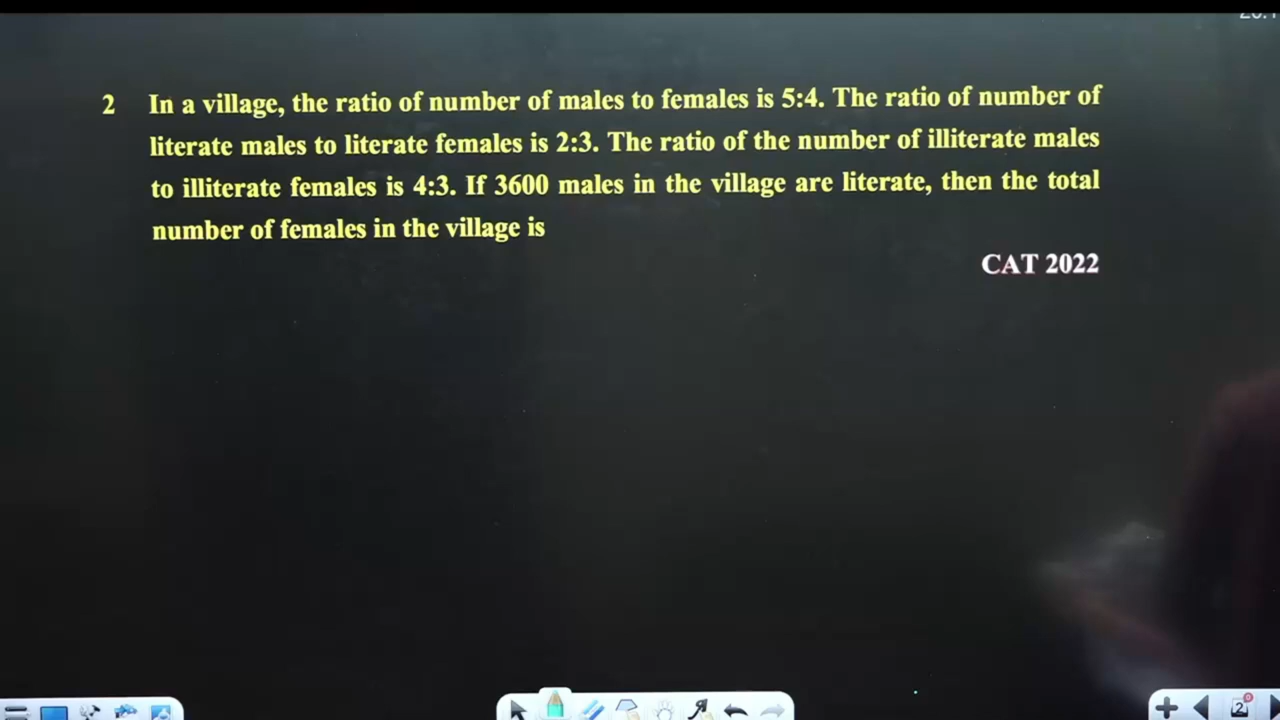 2 In a village, the ratio of number of males to females is 5:4. The ratio of number of
literate males to literate females is 2:3. The ratio of the number of illiterate males
to illiterate females is 4:3. If 3600 males in the village are literate, then the total
number of females in the village is
CAT 2022
2